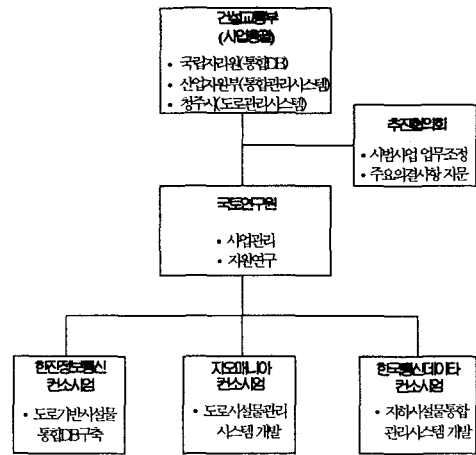 건설교통부
(사업총괄)
• 국립지리원(통합DB)
• 산업자원부(통합관리시스템)
• 청주시(도로관리시스템)
추진협의회
• 시범사업 업무조정
• 주요의결사항 자문
국토연구원
• 사업관리
• 지원연구
한진정보통신
컨소시엄
• 도로기반시설물
통합DB구축
지오매니아
컨소시엄
• 도로시설물관리
시스템 개발
한국통신데이타
컨소시엄
• 지하시설물통합
관리시스템 개발